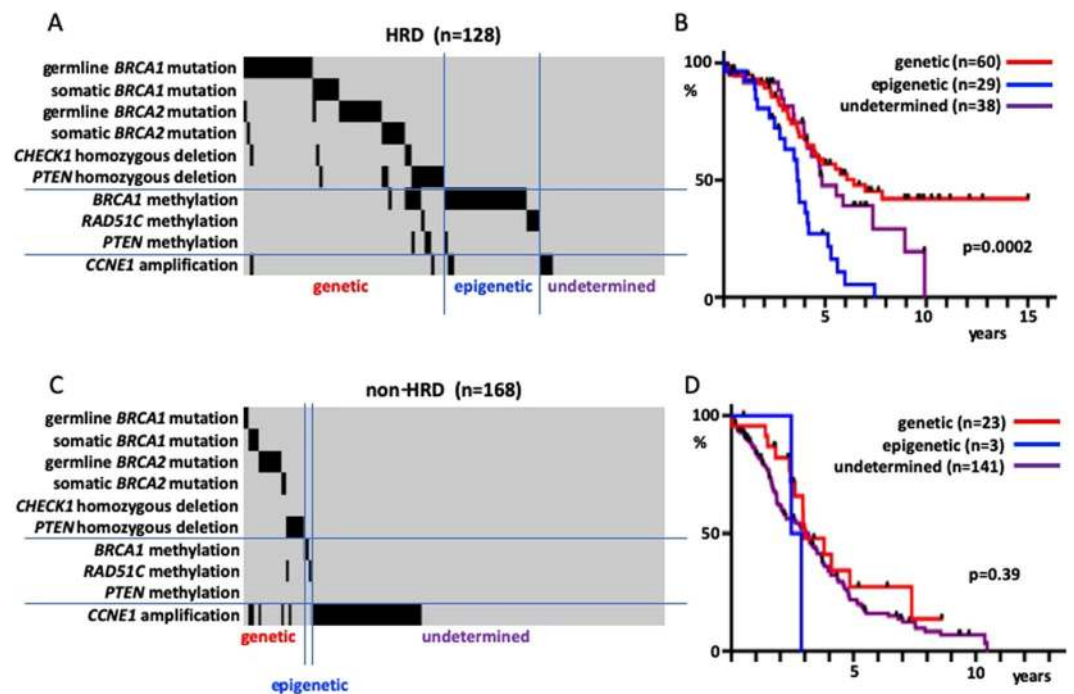 A
HRD (n=128)
germline BRCA1 mutation
somatic BRCA1 mutation
germline BRCA2 mutation
somatic BRCA2 mutation
CHECK1 homozygous deletion
PTEN homozygous deletion
BRCA1 methylation
RAD51C methylation
PTEN methylation
CCNE1 amplification
genetic epigenetic undetermined
B
100
%
50
0
genetic (n=60)
epigenetic (n=29)
undetermined (n=38)
p=0.0002
5 10 15
years
C
non-HRD (n=168)
germline BRCA1 mutation
somatic BRCA1 mutation
germline BRCA2 mutation
somatic BRCA2 mutation
CHECK1 homozygous deletion
PTEN homozygous deletion
BRCA1 methylation
RAD51C methylation
PTEN methylation
CCNE1 amplification
genetic undetermined
epigenetic
D
100
%
50
0
genetic (n=23)
epigenetic (n=3)
undetermined (n=141)
p=0.39
5 10 years